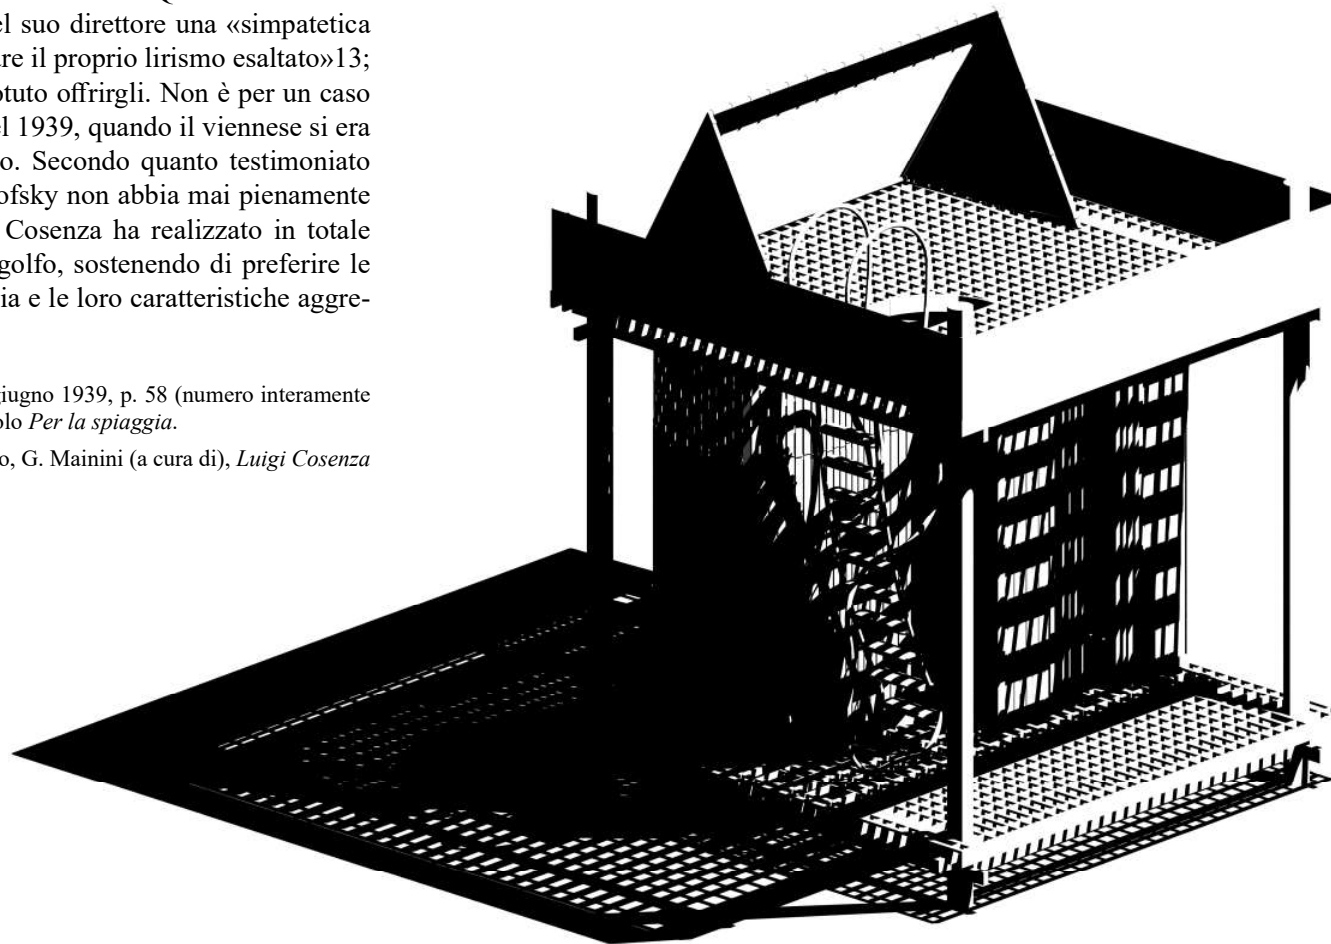 el suo direttore una «simpatetica
re il proprio lirismo esaltato»13;
otuto offrirgli. Non è per un caso
el 1939, quando il viennese si era
o. Secondo quanto testimoniato
ofsky non abbia mai pienamente
Cosenza ha realizzato in totale
golfo, sostenendo di preferire le
ia e le loro caratteristiche aggre-
giugno 1939, p. 58 (numero interamente
olo Per la spiaggia.
o, G. Mainini (a cura di), Luigi Cosenza